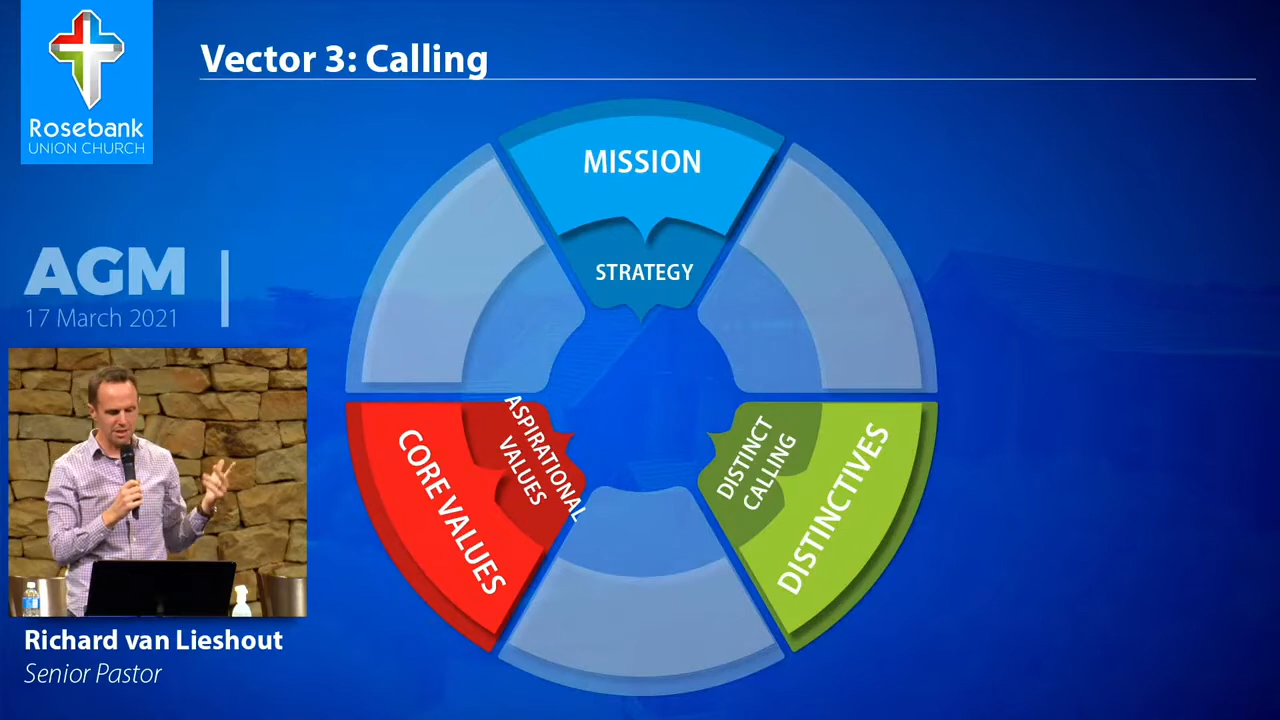 Rosebank
UNION CHURCH
Vector 3: Calling
AGM
17 March 2021
MISSION
STRATEGY
CORE VALUES
ASPIRATIONAL
VALUES
DISTINCT
CALLING
DISTINCTIVES
Richard van Lieshout
Senior Pastor